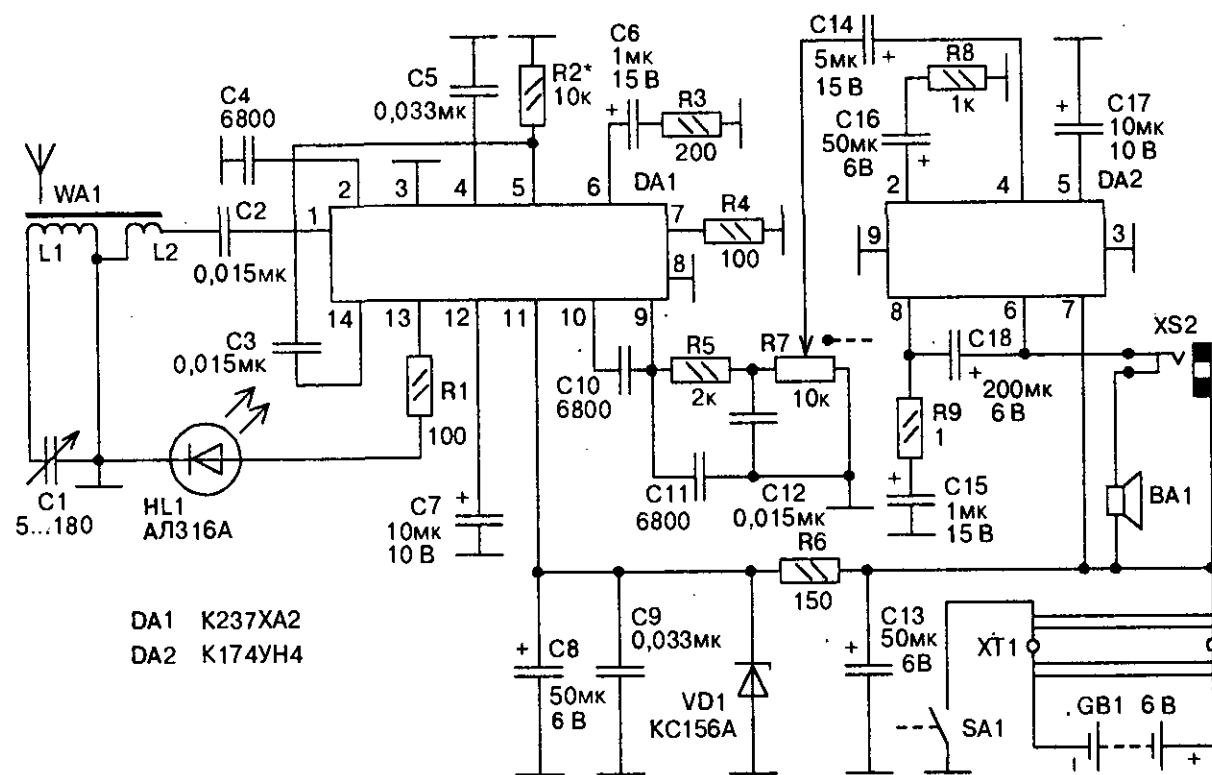 C14
5мк
15 В
+
C6
1мк
15 В
+
R2*
10к
C5
0,033мк
C4
6800
R3
200
R8
1к
C16
50мк
6В
+
+
C17
10мк
10 В
WA1
L1
L2
C2
0,015мк
1
2
3
4
5
6
DA1
7
R4
100
8
2
4
5
DA2
9
3
14
13
12
11
10
9
8
6
7
C3
0,015мк
R1
100
C10
6800
R5
2к
R7
10к
C18
+
200мк
6 В
XS2
R9
1
C1
5...180
HL1
АЛ316А
+
C7
10мк
10 В
C11
6800
C12
0,015мк
+
C15
1мк
15 В
BA1
R6
150
DA1 К237ХА2
DA2 К174УН4
+
C8
50мк
6 В
C9
0,033мк
VD1
КС156А
+
C13
50мк
6В
SA1
XT1
GB1 6 В
+